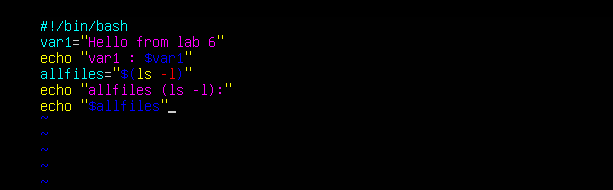 #!/bin/bash
var1="Hello from lab 6"
echo "var1 : $var1"
allfiles="$(ls -l)"
echo "allfiles (ls -l):"
echo "$allfiles"
~
~
~
~
~